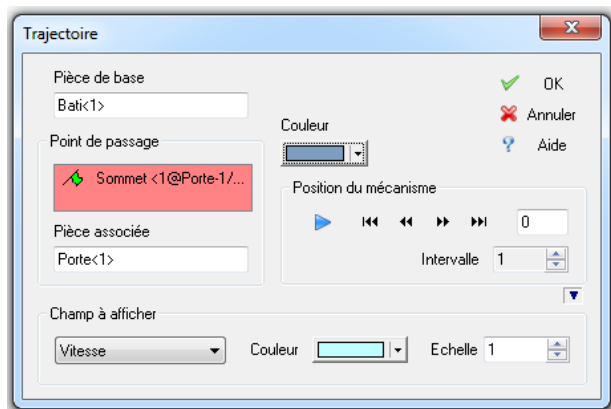 Trajectoire
Pièce de base
Bati<1>
Point de passage
Sommet <1@Porte-1/...
Pièce associée
Porte<1>
Couleur
OK
Annuler
Aide
Position du mécanisme
0
Intervalle 1
Champ à afficher
Vitesse
Couleur
Echelle 1